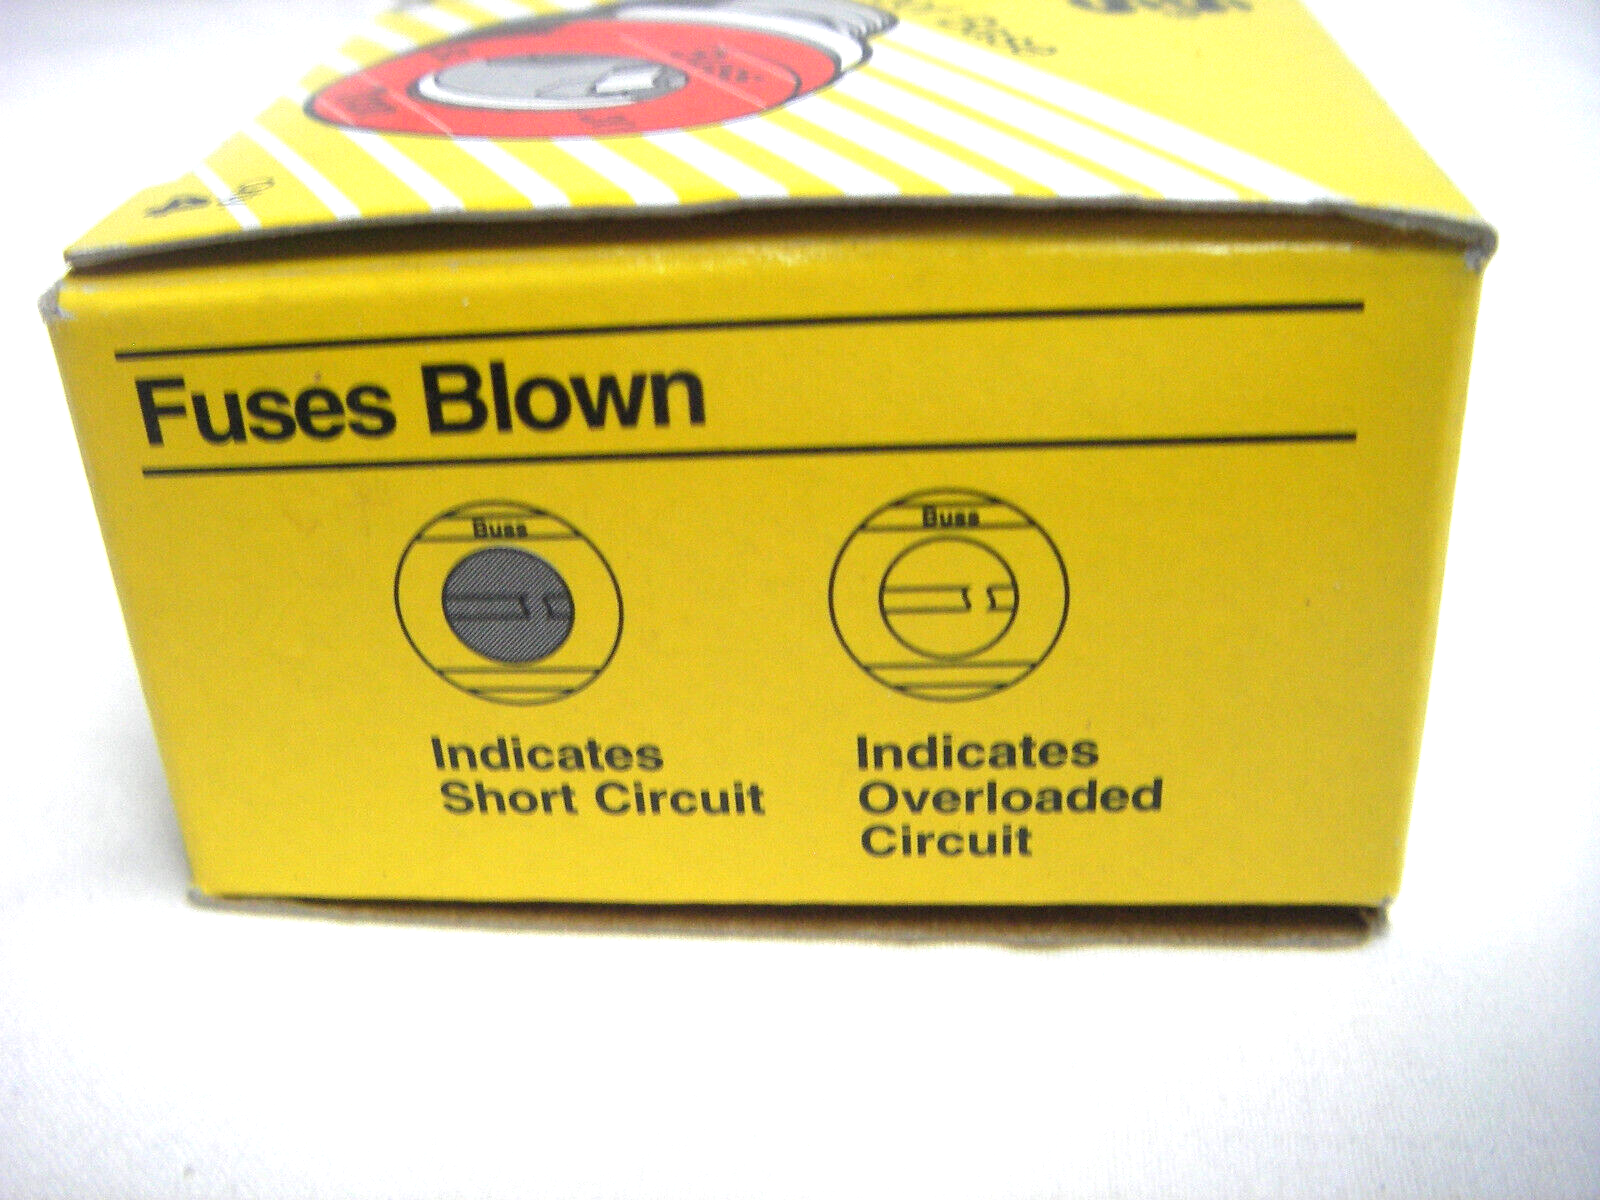 Fuses Blown
Buss
Buss
Indicates
Short Circuit
Indicates
Overloaded
Circuit